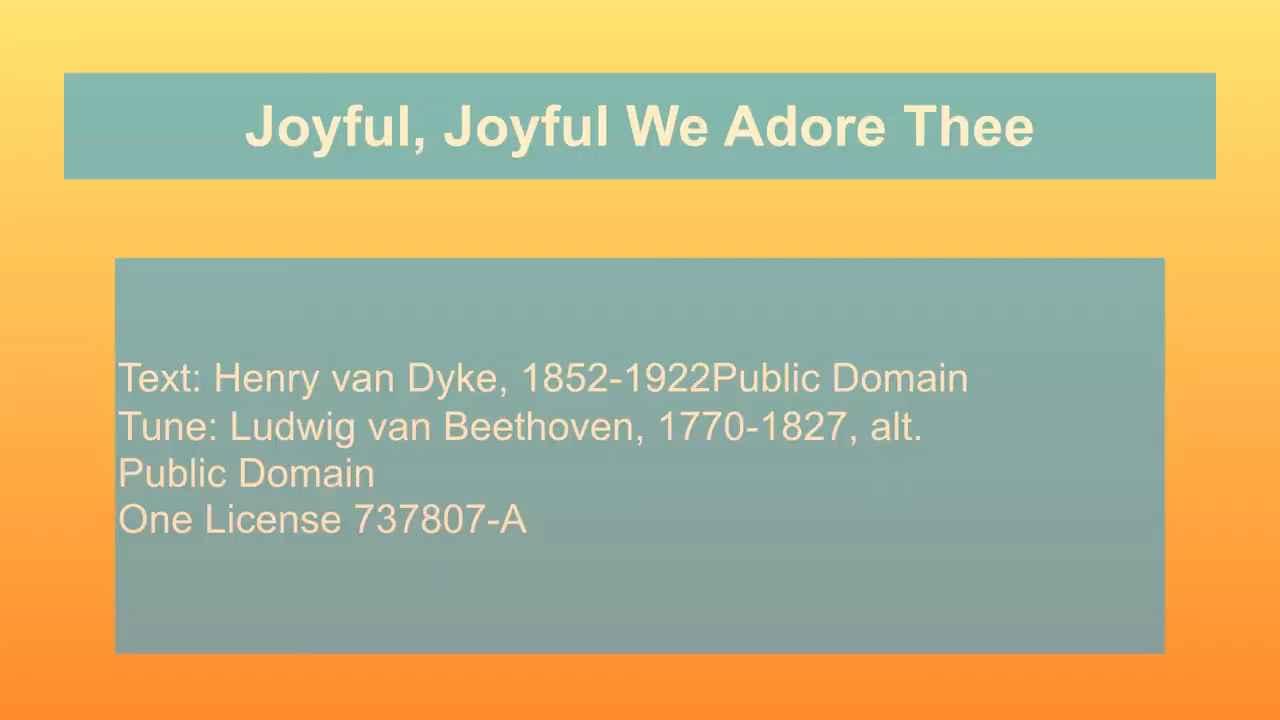 Joyful, Joyful We Adore Thee
Text: Henry van Dyke, 1852-1922Public Domain
Tune: Ludwig van Beethoven, 1770-1827, alt.
Public Domain
One License 737807-A